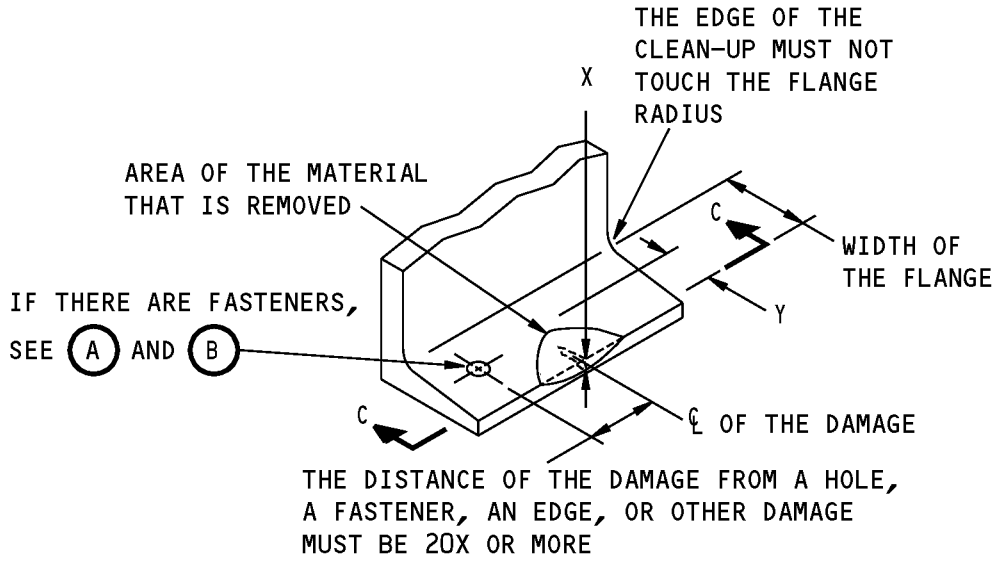 THE EDGE OF THE
CLEAN-UP MUST NOT
TOUCH THE FLANGE
RADIUS
X
AREA OF THE MATERIAL
THAT IS REMOVED
C
WIDTH OF
THE FLANGE
IF THERE ARE FASTENERS,
SEE A AND B
Y
C
℄ OF THE DAMAGE
THE DISTANCE OF THE DAMAGE FROM A HOLE,
A FASTENER, AN EDGE, OR OTHER DAMAGE
MUST BE 20X OR MORE